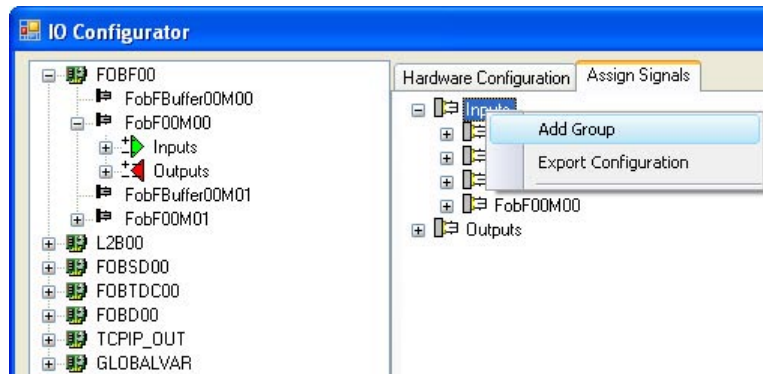 IO Configurator
FOBF00
FobFBuffer00M00
FobF00M00
Inputs
Outputs
FobFBuffer00M01
FobF00M01
L2B00
FOBSD00
FOBTDC00
FOBD00
TCPIP_OUT
GLOBALVAR
Hardware Configuration
Assign Signals
Inputs
Add Group
Export Configuration
FobF00M00
Outputs